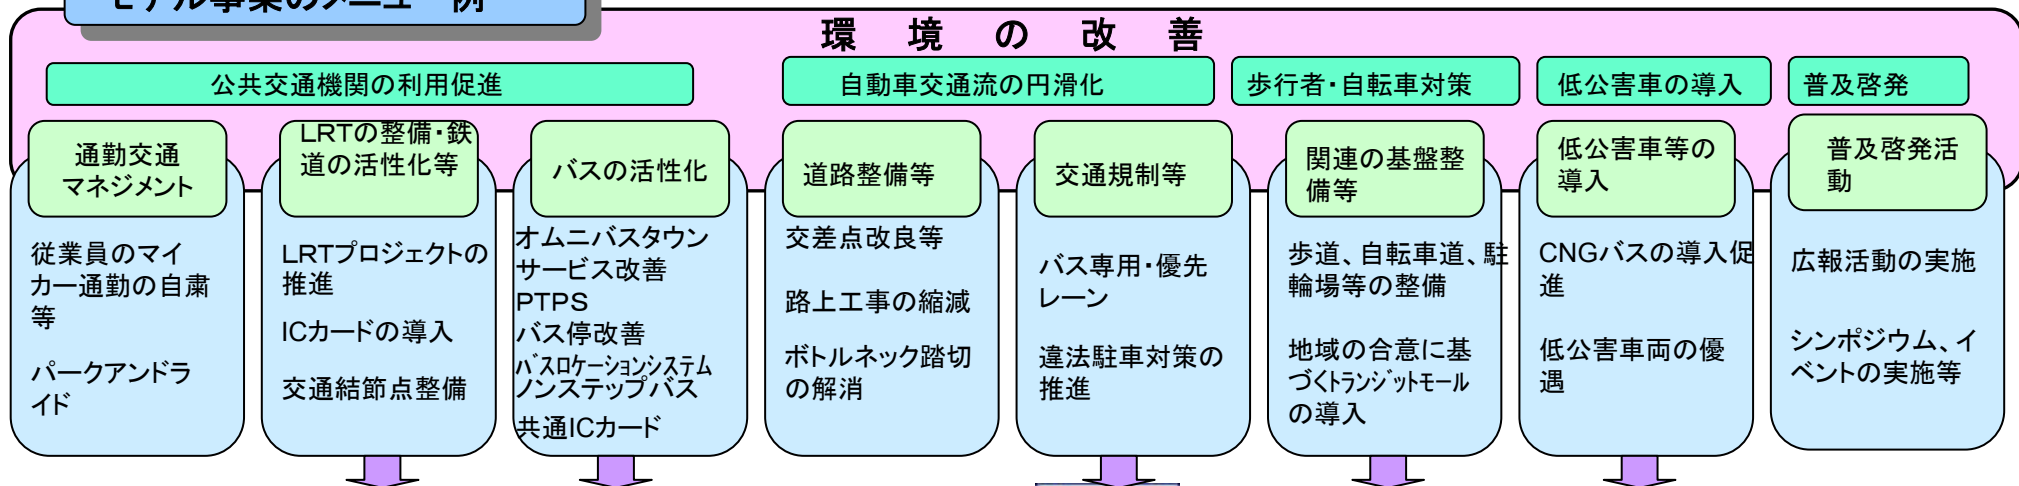 モデル事業のメニュー例
環境の改善
公共交通機関の利用促進
自動車交通流の円滑化
歩行者・自転車対策
低公害車の導入
普及啓発
通勤交通
マネジメント
従業員のマイ
カー通勤の自粛
等
パークアンドラ
イド
LRTの整備・鉄
道の活性化等
LRTプロジェクトの
推進
ICカードの導入
交通結節点整備
バスの活性化
オムニバスタウン
サービス改善
PTPS
バス停改善
バスロケーションシステム
ノンステップバス
共通ICカード
道路整備等
交差点改良等
路上工事の縮減
ボトルネック踏切
の解消
交通規制等
バス専用・優先
レーン
違法駐車対策の
推進
関連の基盤整
備等
歩道、自転車道、駐
輪場等の整備
地域の合意に基
づくトランジットモール
の導入
低公害車等の
導入
CNGバスの導入促
進
低公害車両の優
遇
普及啓発活
動
広報活動の実施
シンポジウム、イ
ベントの実施等